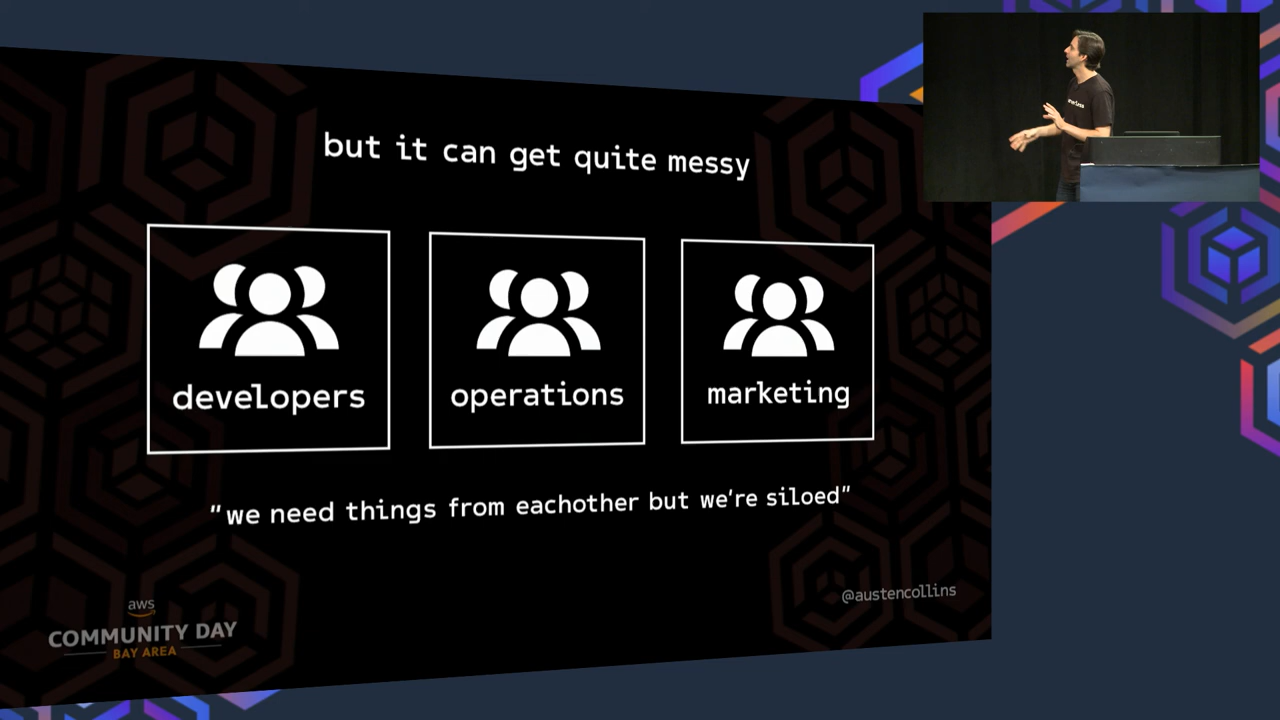 but it can get quite messy
developers
operations
marketing
"we need things from eachother but we're siloed"
@austencollins
aws
COMMUNITY DAY
BAY AREA